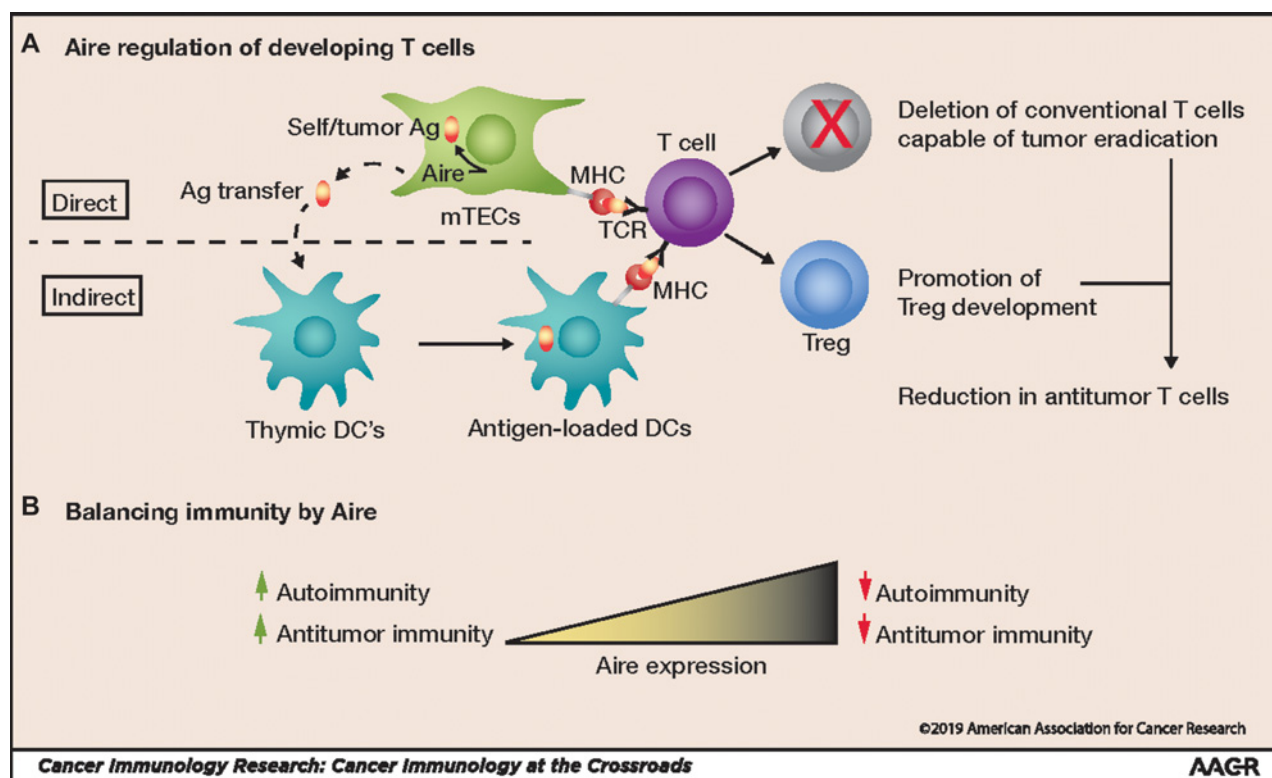 A Aire regulation of developing T cells
Self/tumor Ag
Aire
mTECs
Ag transfer
Direct
Indirect
MHC
TCR
T cell
MHC
Thymic DC's
Antigen-loaded DCs
Treg
Deletion of conventional T cells
capable of tumor eradication
Promotion of
Treg development
Reduction in antitumor T cells
B Balancing immunity by Aire
Autoimmunity
Antitumor immunity
Aire expression
Autoimmunity
Antitumor immunity
©2019 American Association for Cancer Research
Cancer Immunology Research: Cancer Immunology at the Crossroads
AACR